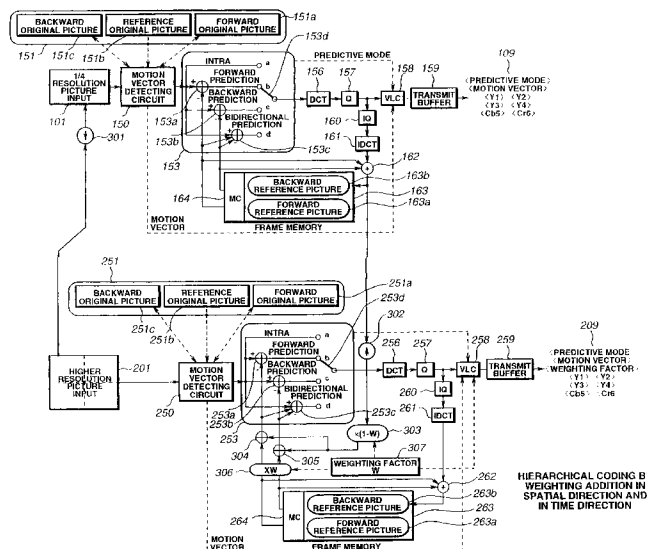 BACKWARD ORIGINAL PICTURE
REFERENCE ORIGINAL PICTURE
FORWARD ORIGINAL PICTURE
151a
151
151c
151b
153d
PREDICTIVE MODE
1/4 RESOLUTION PICTURE INPUT
101
MOTION VECTOR DETECTING CIRCUIT
150
INTRA
a
FORWARD PREDICTION
b
BACKWARD PREDICTION
c
BIDIRECTIONAL PREDICTION
d
153a
153b
153
153c
156
DCT
157
Q
158
VLC
159
TRANSMIT BUFFER
109
<PREDICTIVE MODE>
<MOTION VECTOR>
<Y1> <Y2>
<Y3> <Y4>
<Cb5> <Cr6>
160
IQ
161
IDCT
162
301
164
MC
BACKWARD REFERENCE PICTURE
FORWARD REFERENCE PICTURE
163b
163
163a
MOTION VECTOR
FRAME MEMORY
251
BACKWARD ORIGINAL PICTURE
REFERENCE ORIGINAL PICTURE
FORWARD ORIGINAL PICTURE
251a
251c
251b
253d
302
HIGHER RESOLUTION PICTURE INPUT
201
MOTION VECTOR DETECTING CIRCUIT
250
INTRA
a
FORWARD PREDICTION
b
BACKWARD PREDICTION
c
BIDIRECTIONAL PREDICTION
d
253a
253b
253
253c
256
DCT
257
Q
258
VLC
259
TRANSMIT BUFFER
209
<PREDICTIVE MODE
<MOTION VECTOR>
WEIGHTING FACTOR
<Y1> <Y2>
<Y3> <Y4>
<Cb5> <Cr6
260
IQ
261
IDCT
262
304
305
×(1-W)
303
307
WEIGHTING FACTOR W
XW
306
264
MC
BACKWARD REFERENCE PICTURE
FORWARD REFERENCE PICTURE
263b
263
263a
MOTION VECTOR
FRAME MEMORY
HIERARCHICAL CODING B
WEIGHTING ADDITION IN
SPATIAL DIRECTION AND
IN TIME DIRECTION